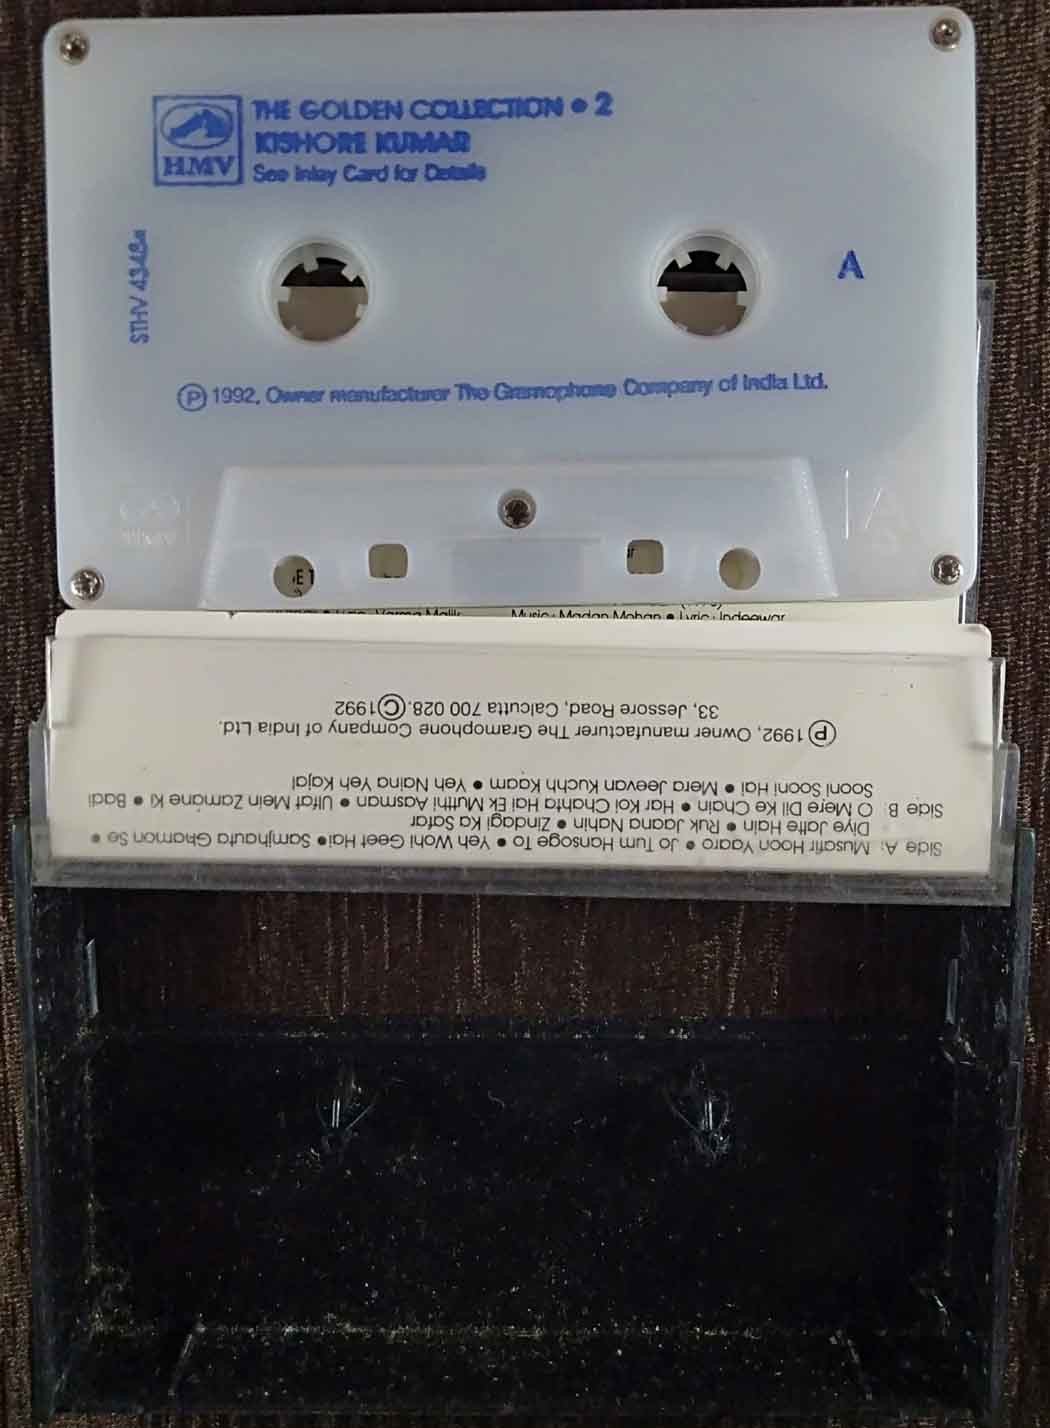 THE GOLDEN COLLECTION • 2
KISHORE KUMAR
See Inlay Card for Details
HMV
STHV
A
Ⓟ 1992, Owner manufacturer The Gramophone Company of India Ltd.
Varma Malik
Music: Madan Mohan • Lyric: Indeewar
Side A: Musafir Hoon Yaaro • Jo Tum Hansoge To • Yeh Wohi Geet Hai • Samjhauta Ghamon Se •
Diye Jalte Hain • Ruk Jaana Nahin • Zindagi Ka Safar
Side B: O Mere Dil Ke Chain • Har Koi Chahta Hai Ek Mutthi Aasman • Ulfat Mein Zamane Ki • Badi
Sooni Sooni Hai • Mera Jeevan Kuchh Kaam • Yeh Naina Yeh Kajal
Ⓟ 1992, Owner manufacturer The Gramophone Company of India Ltd.
33, Jessore Road, Calcutta 700 028. Ⓒ 1992